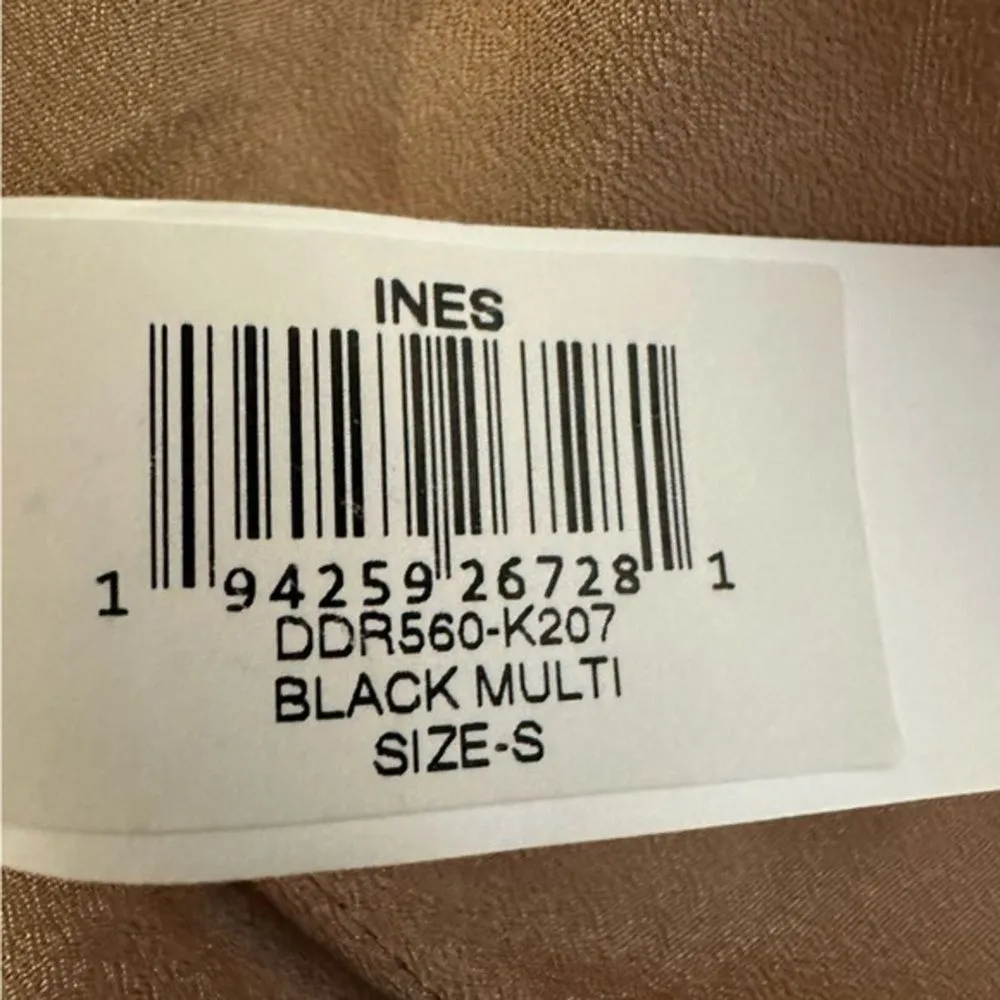 INES
1 94259 26728 1
DDR560-K207
BLACK MULTI
SIZE-S